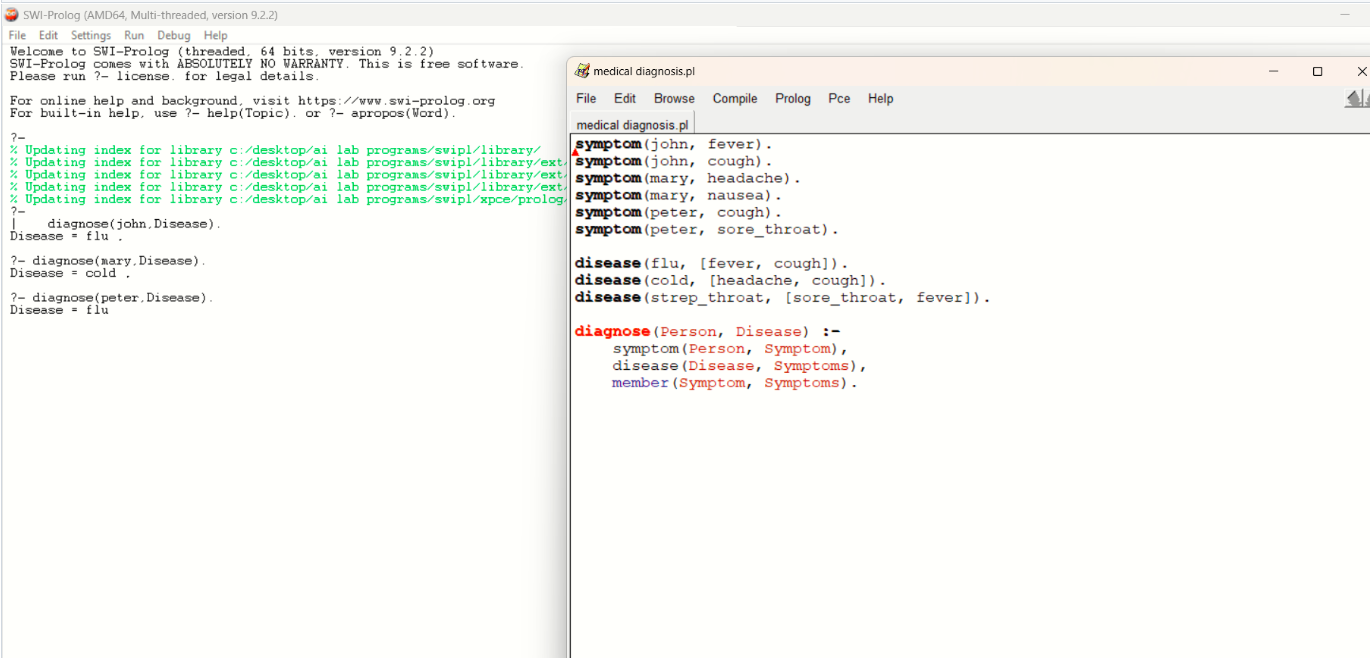 SWI-Prolog (AMD64, Multi-threaded, version 9.2.2)
File Edit Settings Run Debug Help
Welcome to SWI-Prolog (threaded, 64 bits, version 9.2.2)
SWI-Prolog comes with ABSOLUTELY NO WARRANTY. This is free software.
Please run ?- license. for legal details.
For online help and background, visit https://www.swi-prolog.org
For built-in help, use ?- help(Topic). or ?- apropos(Word).
?-
% Updating index for library c:/desktop/ai lab programs/swipl/library/
% Updating index for library c:/desktop/ai lab programs/swipl/library/ext/
% Updating index for library c:/desktop/ai lab programs/swipl/library/ext/
% Updating index for library c:/desktop/ai lab programs/swipl/library/ext/
% Updating index for library c:/desktop/ai lab programs/swipl/xpce/prolog/
?-
|    diagnose(john,Disease).
Disease = flu .
?- diagnose(mary,Disease).
Disease = cold .
?- diagnose(peter,Disease).
Disease = flu
medical diagnosis.pl
File Edit Browse Compile Prolog Pce Help
medical diagnosis.pl
symptom(john, fever).
symptom(john, cough).
symptom(mary, headache).
symptom(mary, nausea).
symptom(peter, cough).
symptom(peter, sore_throat).
disease(flu, [fever, cough]).
disease(cold, [headache, cough]).
disease(strep_throat, [sore_throat, fever]).
diagnose(Person, Disease) :-
    symptom(Person, Symptom),
    disease(Disease, Symptoms),
    member(Symptom, Symptoms).